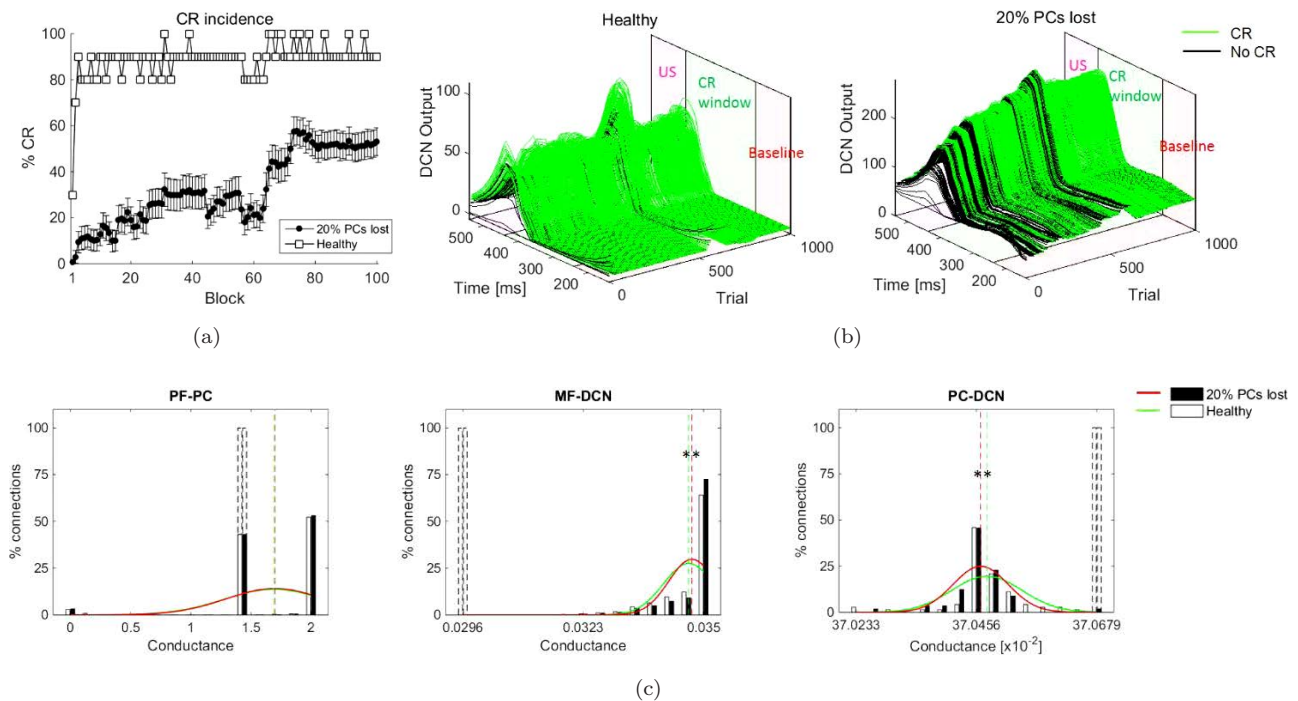 CR incidence
100
80
60
40
20
0
% CR
1
20
40
60
80
100
Block
20% PCs lost
Healthy
(a)
Healthy
100
50
0
DCN Output
500
400
300
200
Time [ms]
0
500
1000
Trial
US
CR
window
Baseline
20% PCs lost
200
100
0
DCN Output
500
400
300
200
Time [ms]
0
500
1000
Trial
US
CR
window
Baseline
CR
No CR
(b)
PF-PC
100
75
50
25
0
% connections
0
0.5
1
1.5
2
Conductance
MF-DCN
100
75
50
25
0
% connections
**
0.0296
0.0323
0.035
Conductance
PC-DCN
100
75
50
25
0
% connections
**
37.0233
37.0456
37.0679
Conductance [x10-2]
20% PCs lost
Healthy
(c)